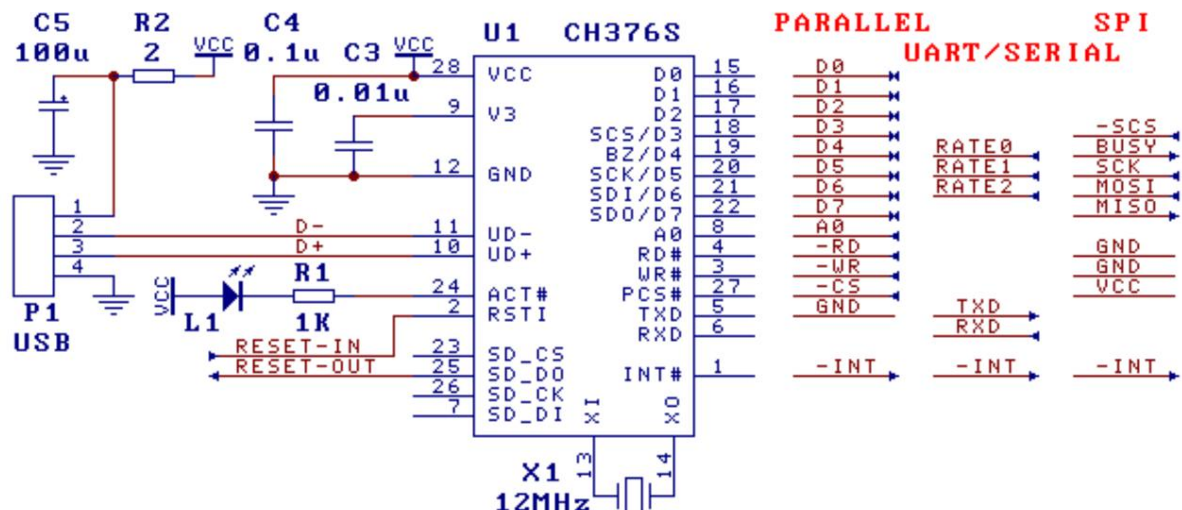 C5 R2 C4 U1 CH376S PARALLEL SPI
100u 2 VCC 0.1u C3 VCC UART/SERIAL
0.01u
28 VCC D0 15 D0
D1 16 D1
9 V3 D2 17 D2
SCS/D3 18 D3 -SCS
BZ/D4 19 D4 RATE0 BUSY
12 GND SCK/D5 20 D5 RATE1 SCK
SDI/D6 21 D6 RATE2 MOSI
1 SDO/D7 22 D7 MISO
2 D- 11 UD- A0 8 A0
3 D+ 10 UD+ RD# 4 -RD GND
4 R1 WR# 3 -WR GND
VCC 24 ACT# PCS# 27 -CS VCC
P1 L1 1K 2 RSTI TXD 5 GND TXD
USB RXD 6 RXD
RESET-IN 23 SD_CS
RESET-OUT 25 SD_DO INT# 1 -INT -INT -INT
26 SD_CK
7 SD_DI XI XO
X1 13 14
12MHz